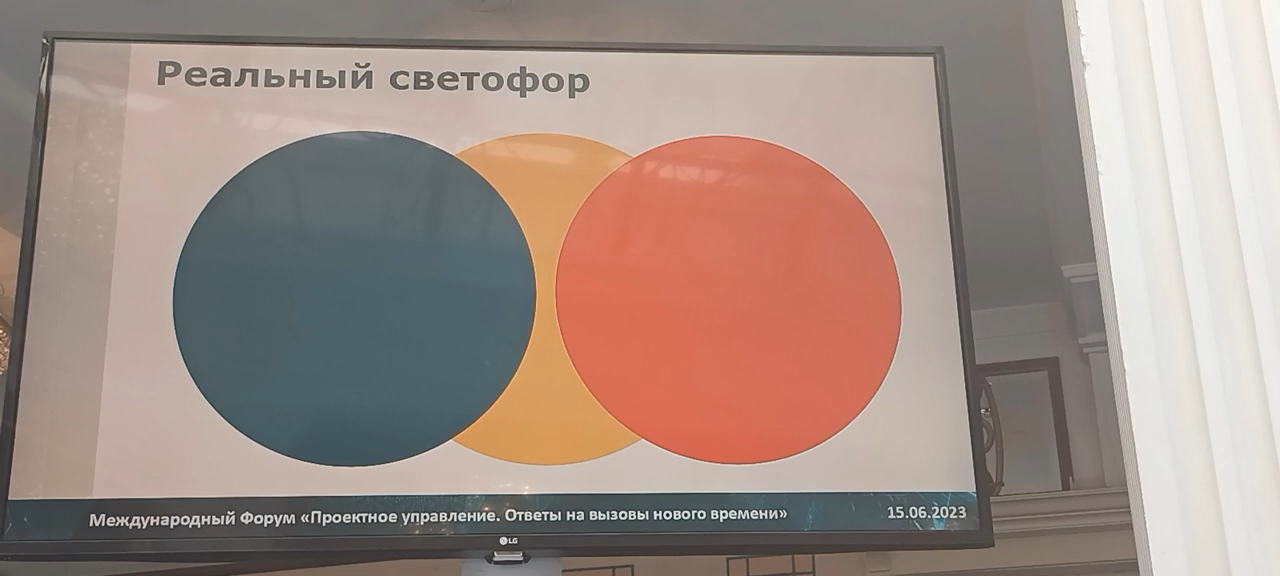 Реальный светофор
Международный Форум «Проектное управление. Ответы на вызовы нового времени»
15.06.2023
LG